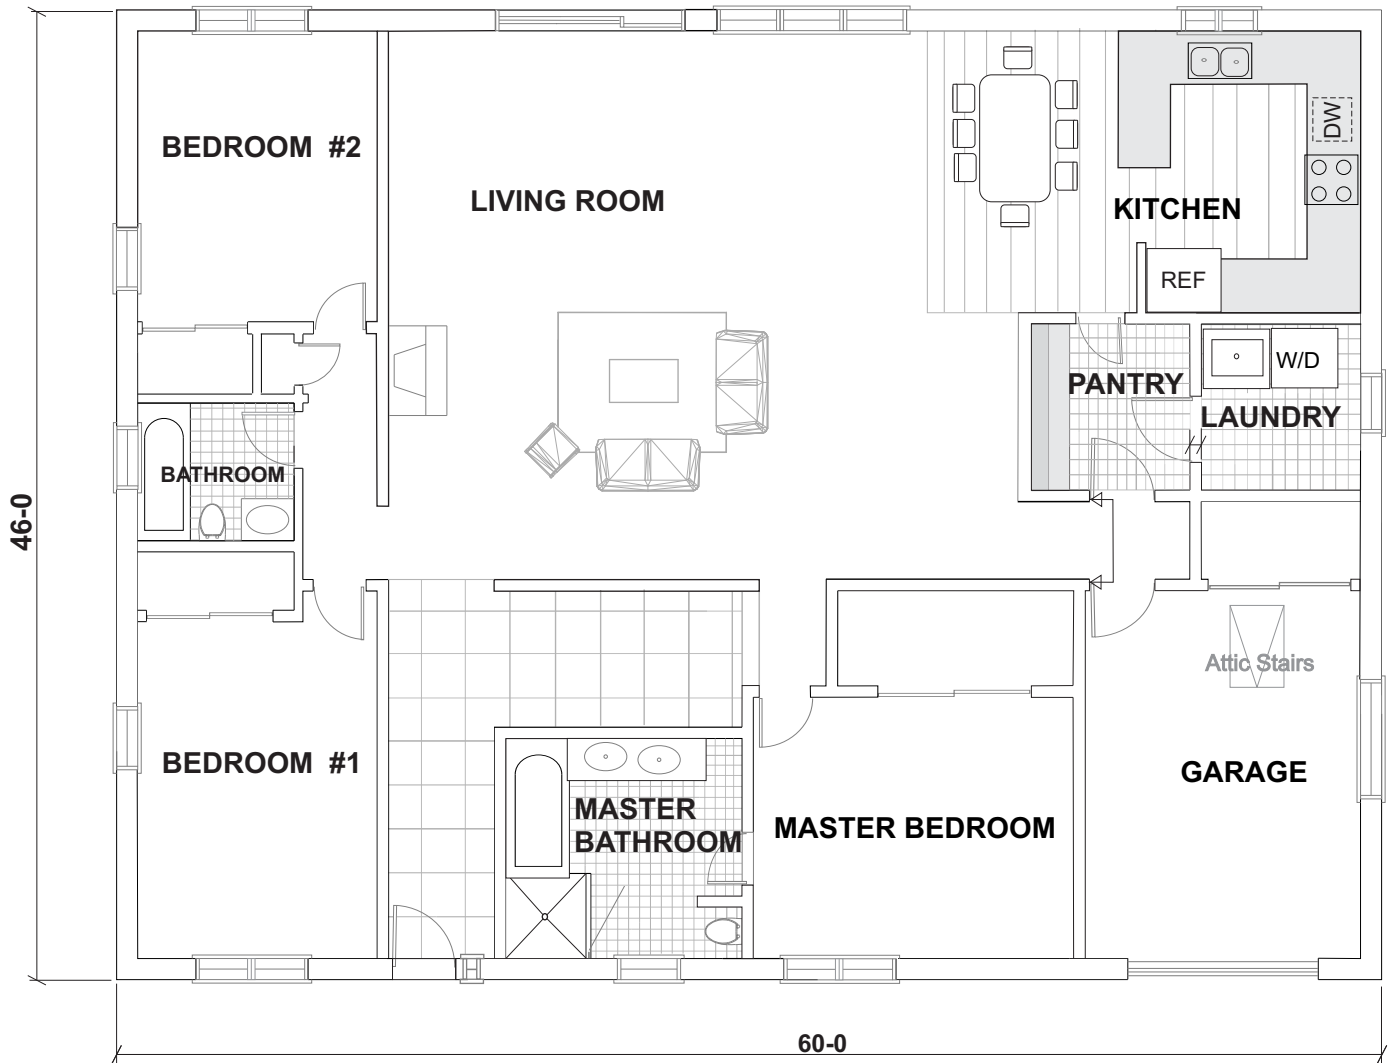 BEDROOM #2
LIVING ROOM
DW
KITCHEN
REF
W/D
PANTRY
LAUNDRY
BATHROOM
46-0
Attic Stairs
BEDROOM #1
GARAGE
MASTER
BATHROOM
MASTER BEDROOM
60-0